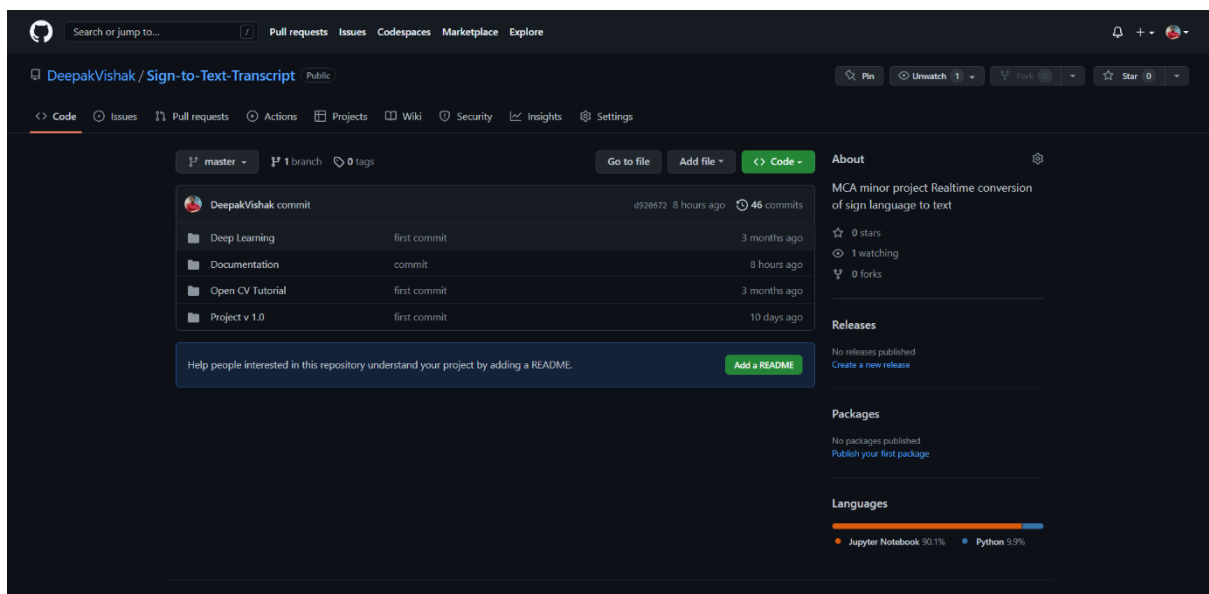 Search or jump to... / Pull requests Issues Codespaces Marketplace Explore
DeepakVishak / Sign-to-Text-Transcript Public
Pin Unwatch 1 Fork 0 Star 0
Code Issues Pull requests Actions Projects Wiki Security Insights Settings
master 1 branch 0 tags Go to file Add file Code
DeepakVishak commit d920672 8 hours ago 46 commits
Deep Learning first commit 3 months ago
Documentation commit 8 hours ago
Open CV Tutorial first commit 3 months ago
Project v 1.0 first commit 10 days ago
Help people interested in this repository understand your project by adding a README. Add a README
About
MCA minor project Realtime conversion
of sign language to text
0 stars
1 watching
0 forks
Releases
No releases published
Create a new release
Packages
No packages published
Publish your first package
Languages
Jupyter Notebook 90.1% Python 9.9%